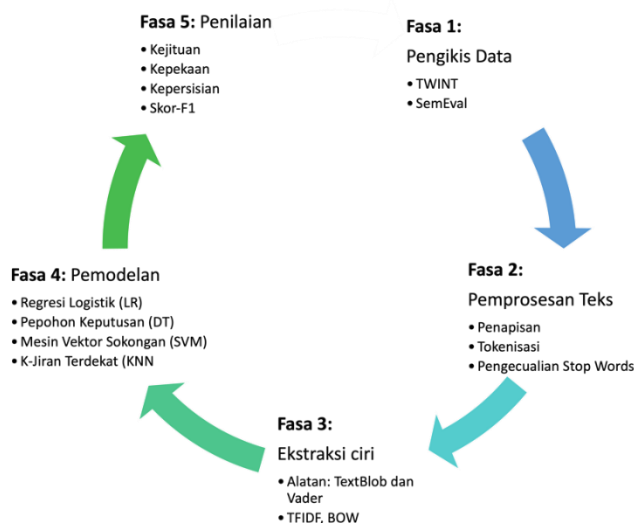 Fasa 1:
Pengikis Data
• TWINT
• SemEval
Fasa 2:
Pemprosesan Teks
• Penapisan
• Tokenisasi
• Pengecualian Stop Words
Fasa 3:
Ekstraksi ciri
• Alatan: TextBlob dan
Vader
• TFIDF, BOW
Fasa 4: Pemodelan
• Regresi Logistik (LR)
• Pepohon Keputusan (DT)
• Mesin Vektor Sokongan (SVM)
• K-Jiran Terdekat (KNN
Fasa 5: Penilaian
• Kejituan
• Kepekaan
• Kepersisian
• Skor-F1